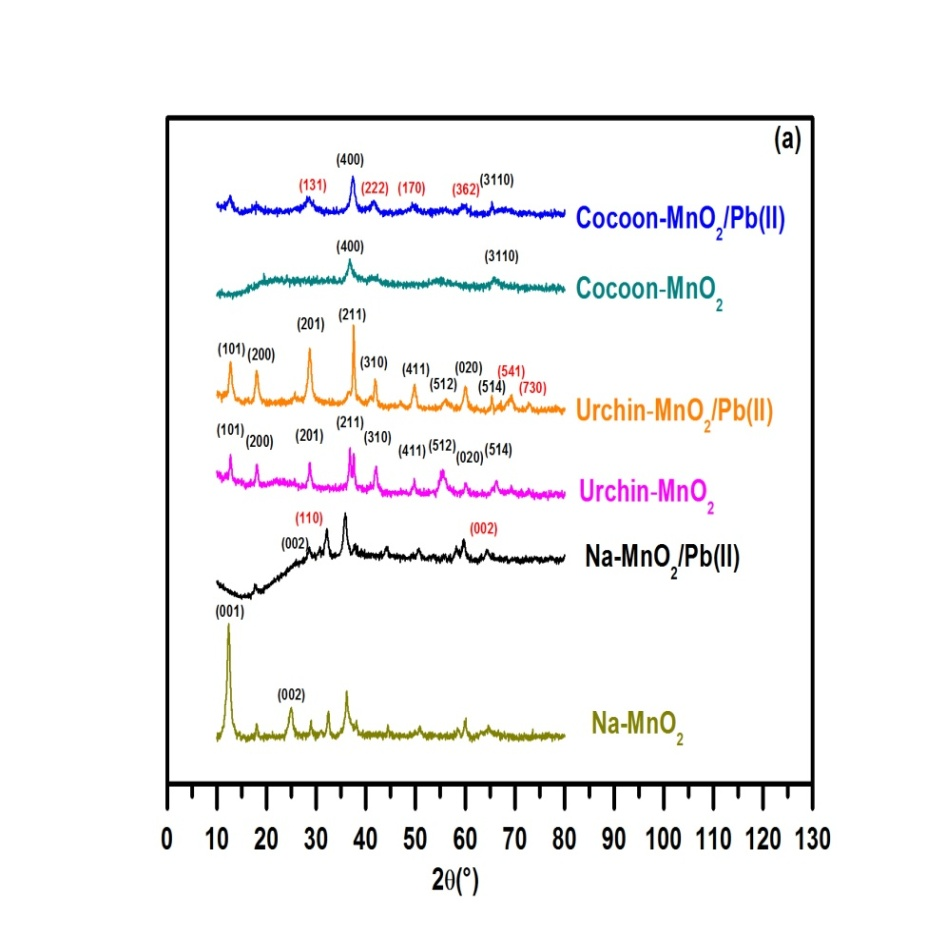 (a)
(400)
(131) (222) (170) (362) (3110)
Cocoon-MnO2/Pb(II)
(400) (3110)
Cocoon-MnO2
(101) (200) (201) (211) (310) (411) (512) (020) (514) (541) (730)
Urchin-MnO2/Pb(II)
(101) (200) (201) (211) (310) (411) (512) (020) (514)
Urchin-MnO2
(002) (110) (002)
Na-MnO2/Pb(II)
(001)
(002)
Na-MnO2
0 10 20 30 40 50 60 70 80 90 100 110 120 130
2θ(°)